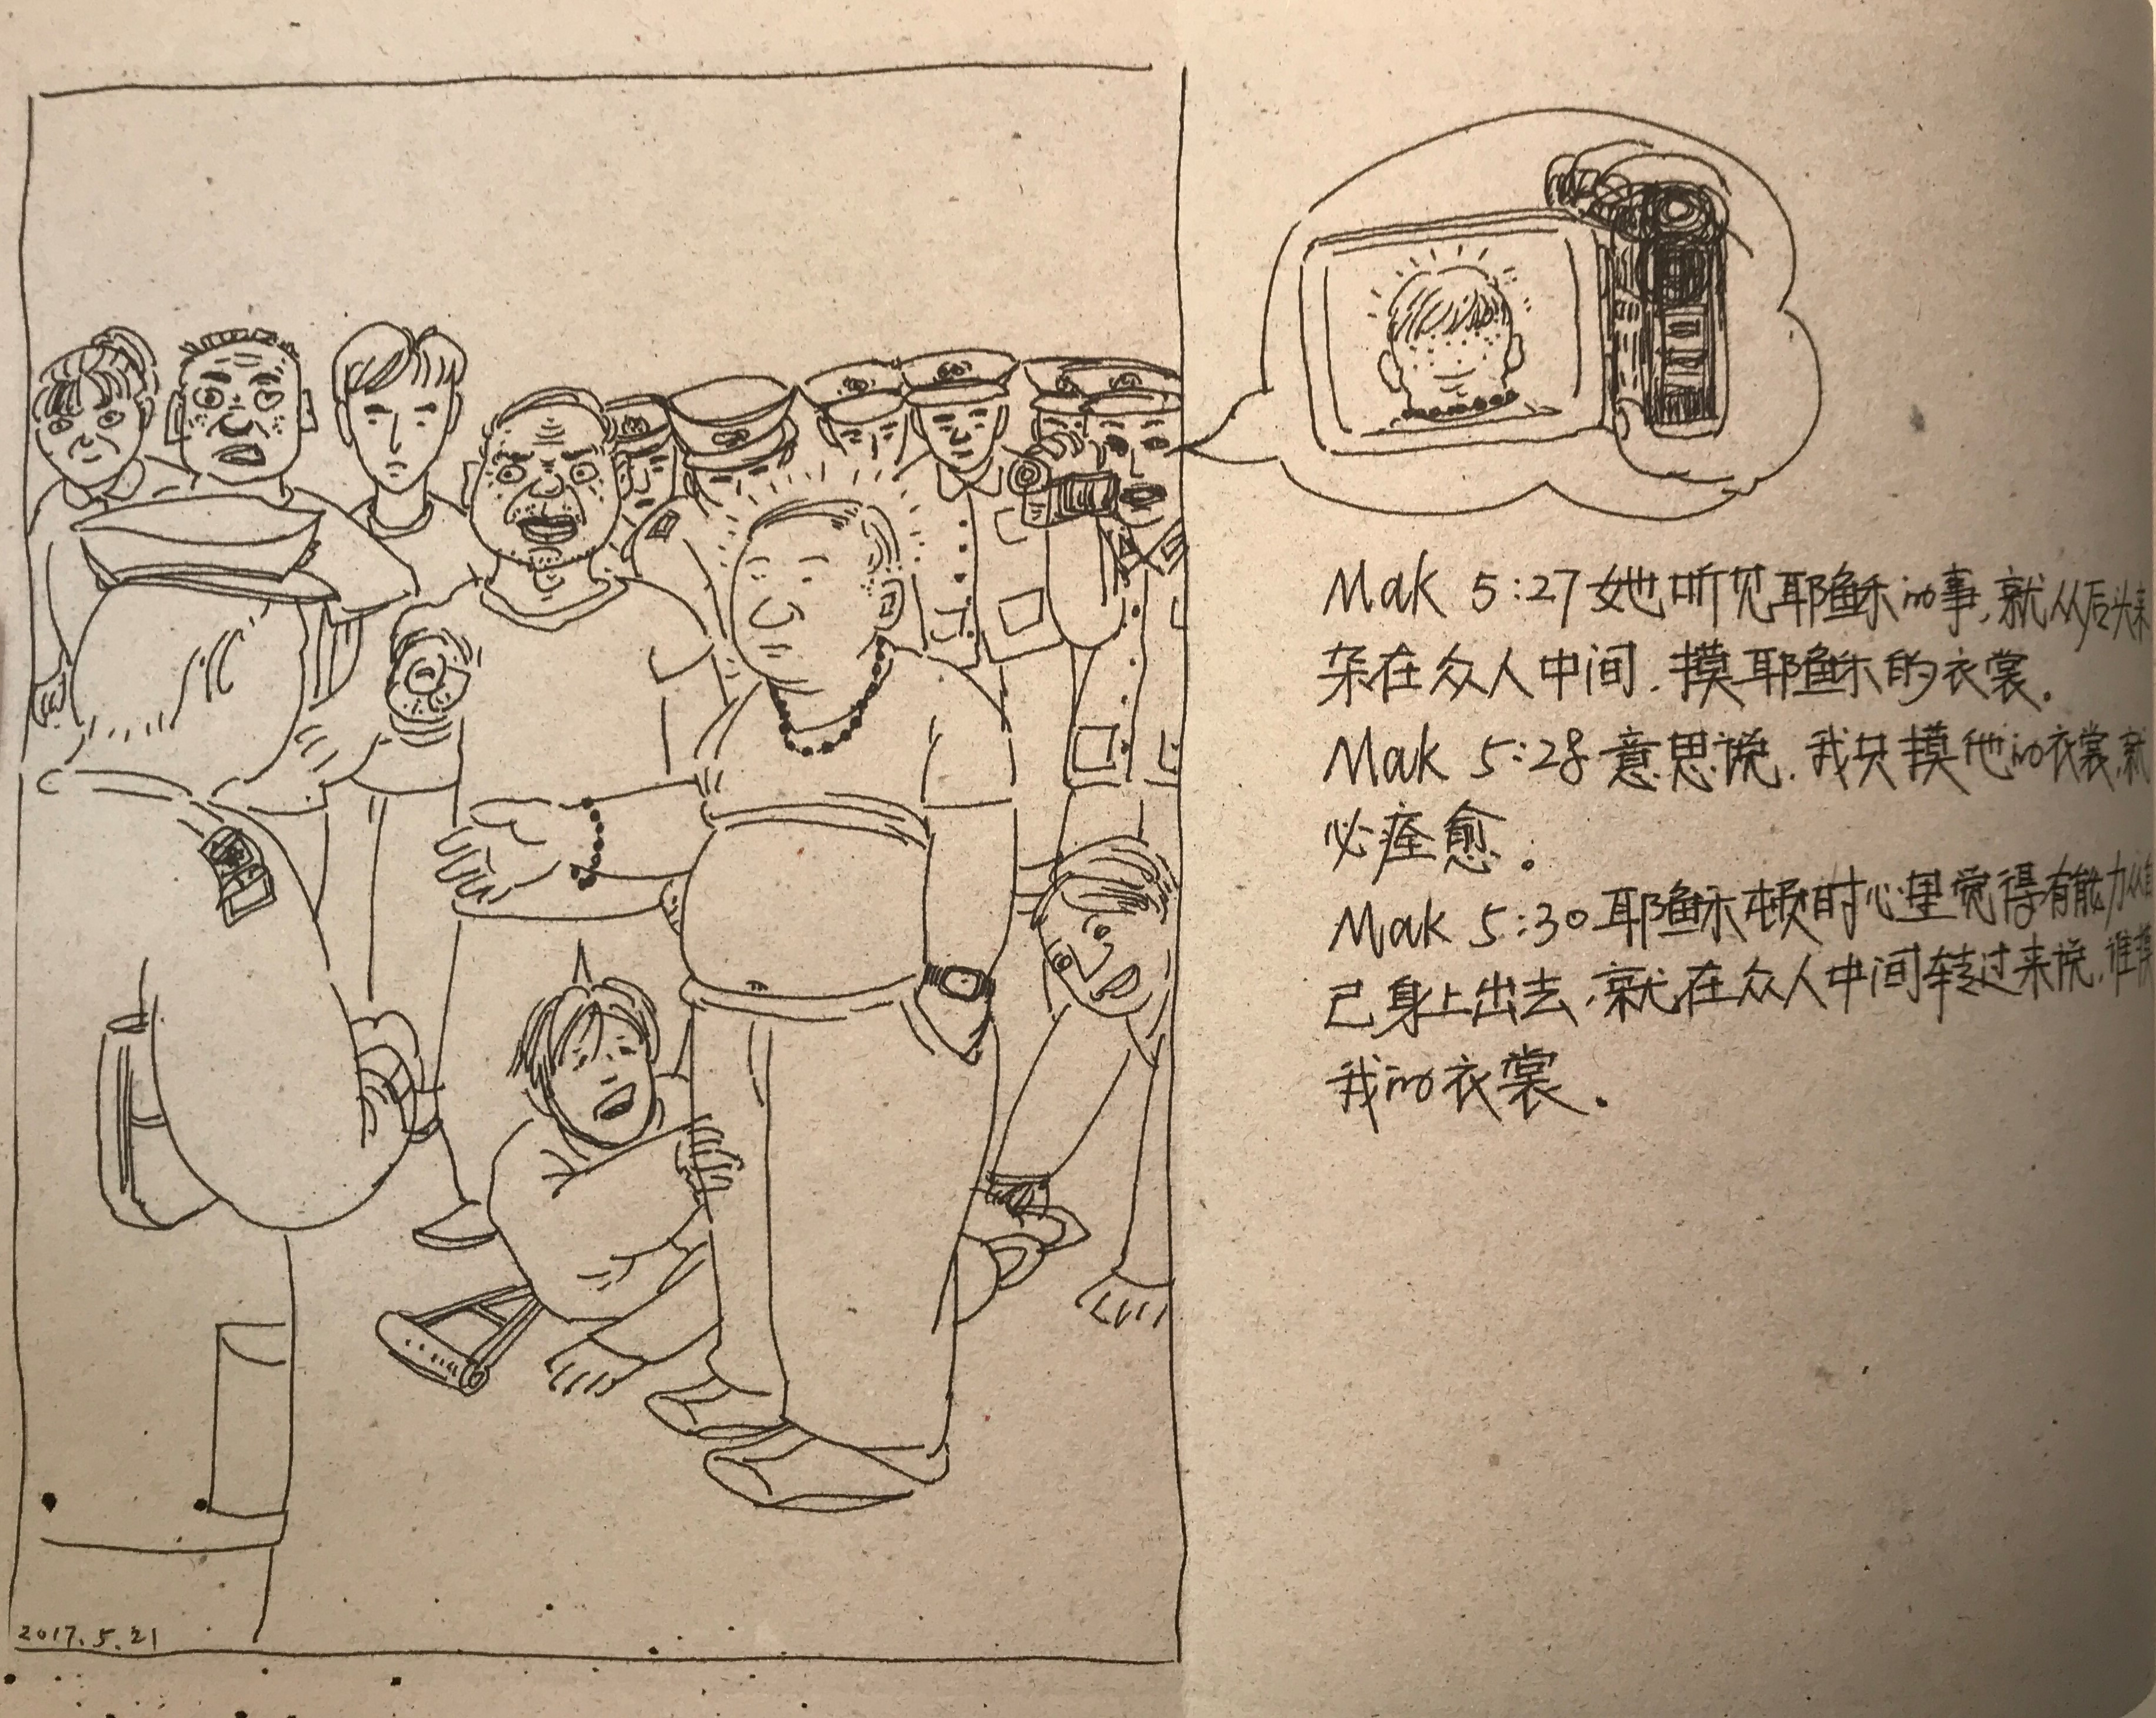 Mak 5:27 她听见耶稣的事,就从后头来
杂在众人中间.摸耶稣的衣裳.
Mak 5:28 意思说.我只摸他的衣裳,就
必痊愈。
Mak 5:30 耶稣顿时心里觉得有能力从自
己身上出去.就在众人中间转过来说.谁摸
我的衣裳.
2017.5.21